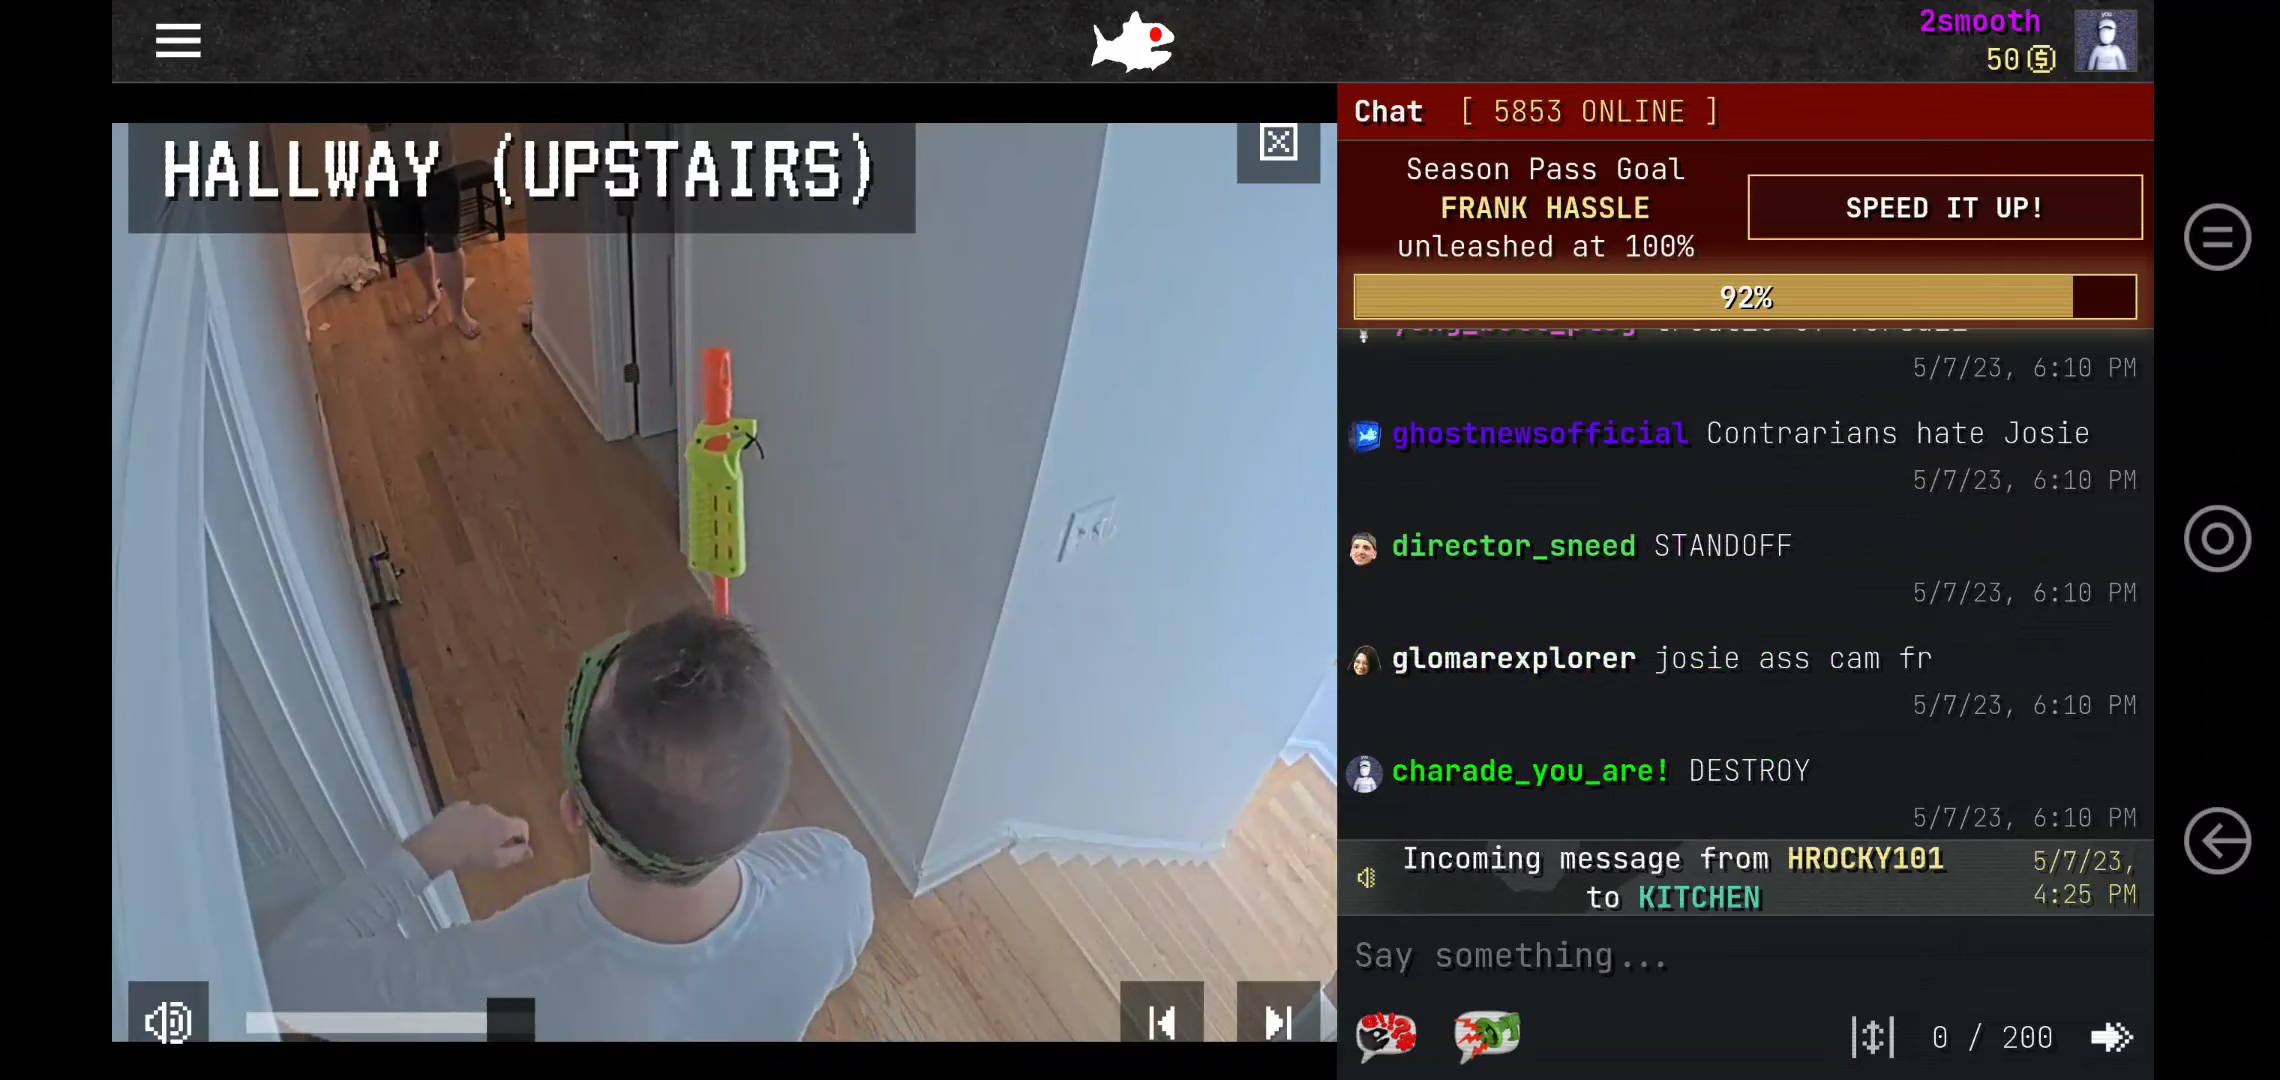 2smooth
50
HALLWAY (UPSTAIRS)
Chat [ 5853 ONLINE ]
Season Pass Goal
FRANK HASSLE
unleashed at 100%
SPEED IT UP!
92%
5/7/23, 6:10 PM
ghostnewsofficial Contrarians hate Josie
5/7/23, 6:10 PM
director_sneed STANDOFF
5/7/23, 6:10 PM
glomarexplorer josie ass cam fr
5/7/23, 6:10 PM
charade_you_are! DESTROY
5/7/23, 6:10 PM
Incoming message from HROCKY101
to KITCHEN
5/7/23,
4:25 PM
Say something...
0 / 200